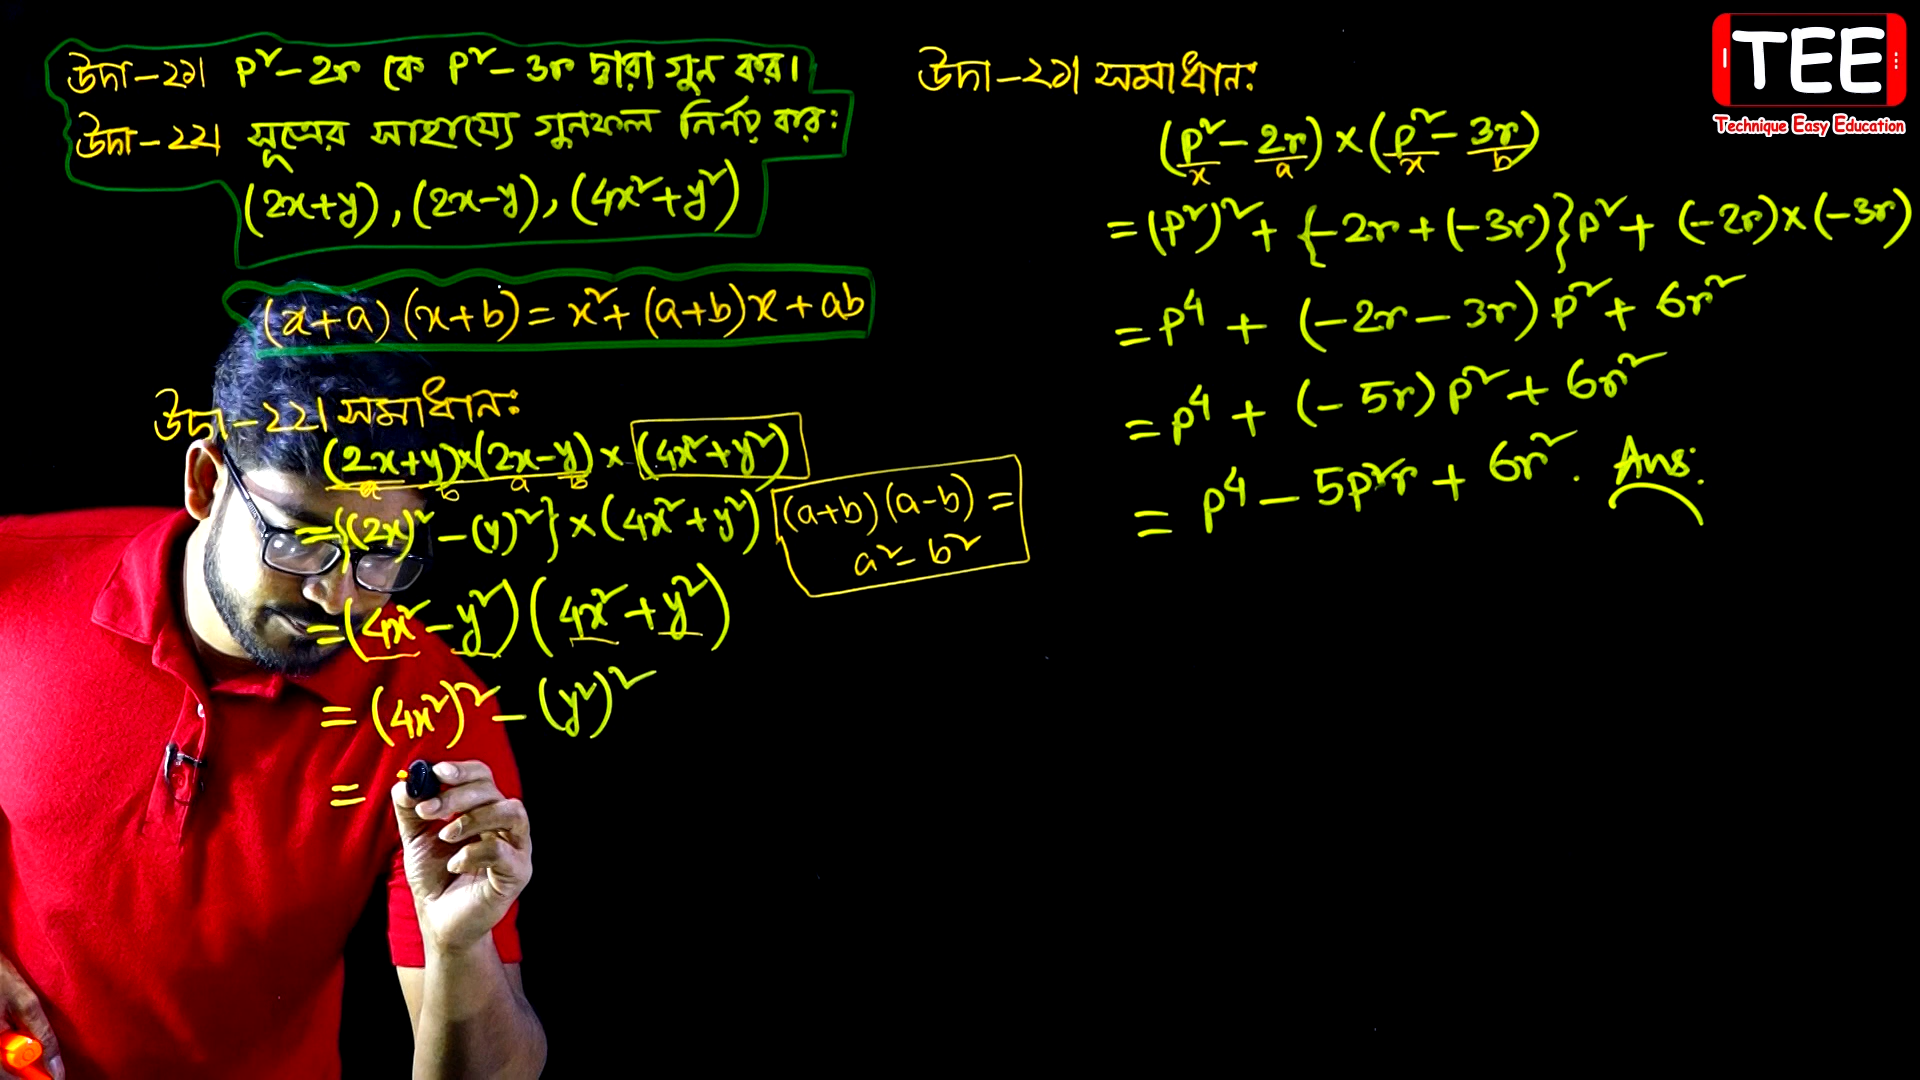 উদা-২১। p² - 2r কে p² - 3r দ্বারা গুন কর।
উদা-২২। সূত্রের সাহায্যে গুনফল নির্নয় কর:
(2x+y), (2x-y), (4x²+y²)
(x+a) (x+b) = x² + (a+b)x + ab
উদা-২২। সমাধান:
(2x+y)×(2x-y) × (4x²+y²)
a b a b
={(2x)² - (y)²} × (4x²+y²)
(a+b) (a-b) =
a² - b²
=(4x² - y²) (4x² + y²)
= (4x²)² - (y²)²
=
উদা-২১। সমাধান:
(p² - 2r) × (p² - 3r)
x a x b
= (p²)² + {-2r + (-3r)}p² + (-2r)×(-3r)
= p⁴ + (-2r - 3r) p² + 6r²
= p⁴ + (-5r) p² + 6r²
= p⁴ - 5p²r + 6r². Ans:
TEE
Technique Easy Education